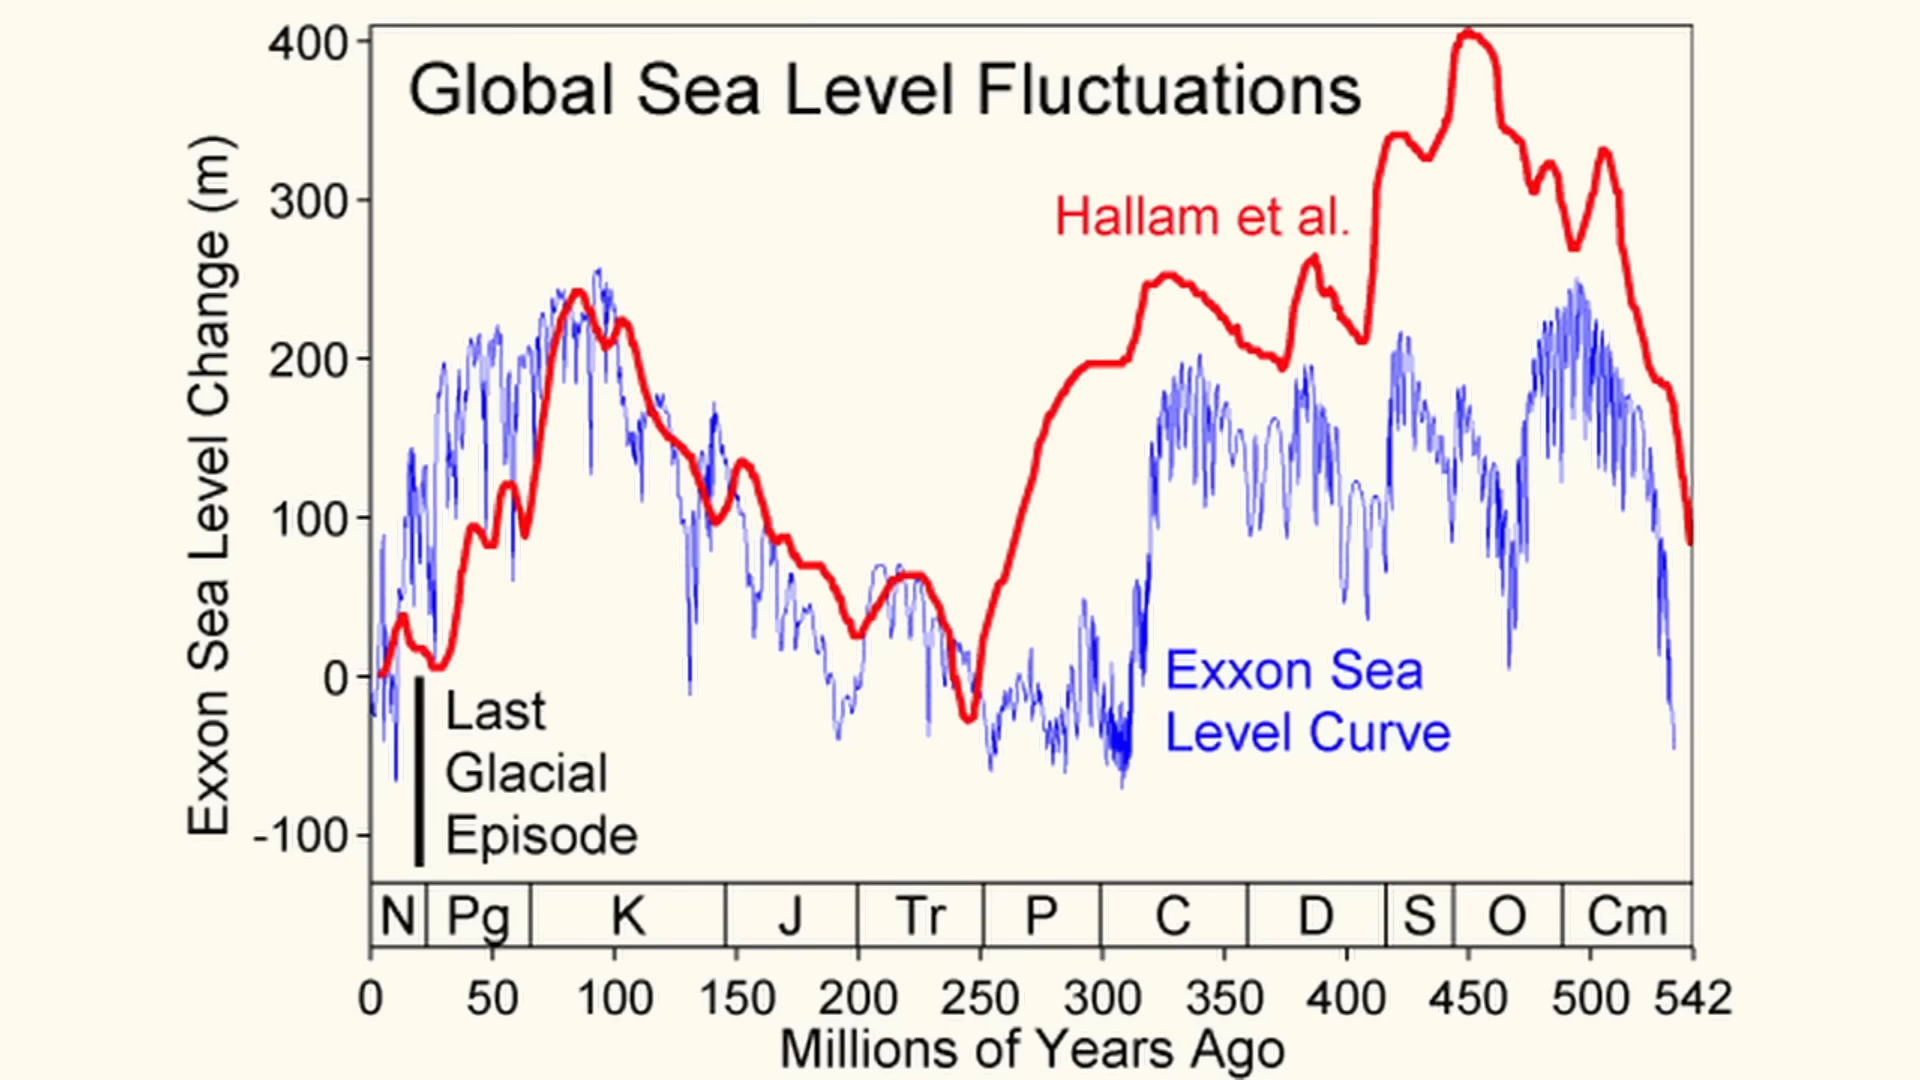 Global Sea Level Fluctuations
Exxon Sea Level Change (m)
400
300
200
100
0
-100
Hallam et al.
Exxon Sea
Level Curve
Last
Glacial
Episode
N Pg K J Tr P C D S O Cm
0 50 100 150 200 250 300 350 400 450 500 542
Millions of Years Ago